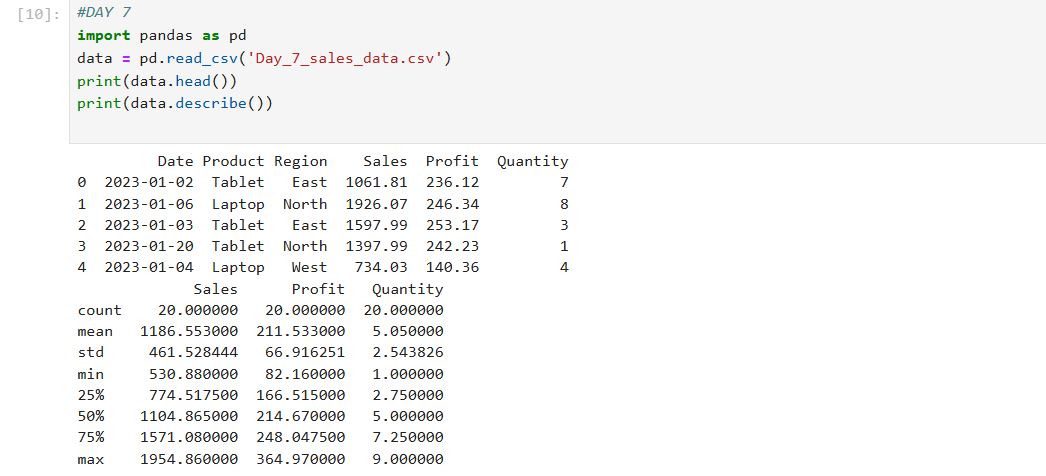 [10]: #DAY 7
import pandas as pd
data = pd.read_csv('Day_7_sales_data.csv')
print(data.head())
print(data.describe())
Date Product Region Sales Profit Quantity
0 2023-01-02 Tablet East 1061.81 236.12 7
1 2023-01-06 Laptop North 1926.07 246.34 8
2 2023-01-03 Tablet East 1597.99 253.17 3
3 2023-01-20 Tablet North 1397.99 242.23 1
4 2023-01-04 Laptop West 734.03 140.36 4
Sales Profit Quantity
count 20.000000 20.000000 20.000000
mean 1186.553000 211.533000 5.050000
std 461.528444 66.916251 2.543826
min 530.880000 82.160000 1.000000
25% 774.517500 166.515000 2.750000
50% 1104.865000 214.670000 5.000000
75% 1571.080000 248.047500 7.250000
max 1954.860000 364.970000 9.000000